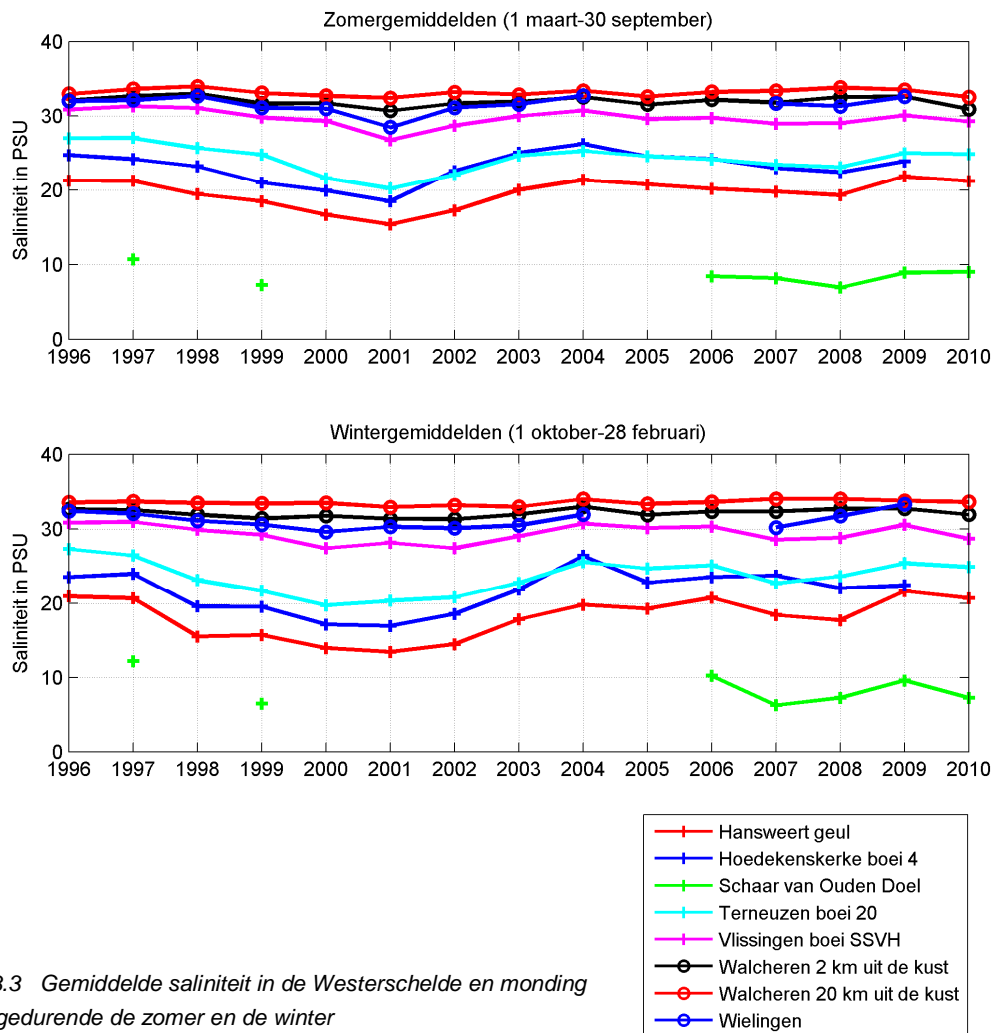 Zomergemiddelden (1 maart-30 september)
40
30
20
10
0
Saliniteit in PSU
1996 1997 1998 1999 2000 2001 2002 2003 2004 2005 2006 2007 2008 2009 2010
Wintergemiddelden (1 oktober-28 februari)
40
30
20
10
0
Saliniteit in PSU
1996 1997 1998 1999 2000 2001 2002 2003 2004 2005 2006 2007 2008 2009 2010
Hansweert geul
Hoedekenskerke boei 4
Schaar van Ouden Doel
Terneuzen boei 20
Vlissingen boei SSVH
Walcheren 2 km uit de kust
Walcheren 20 km uit de kust
Wielingen
3.3 Gemiddelde saliniteit in de Westerschelde en monding
gedurende de zomer en de winter